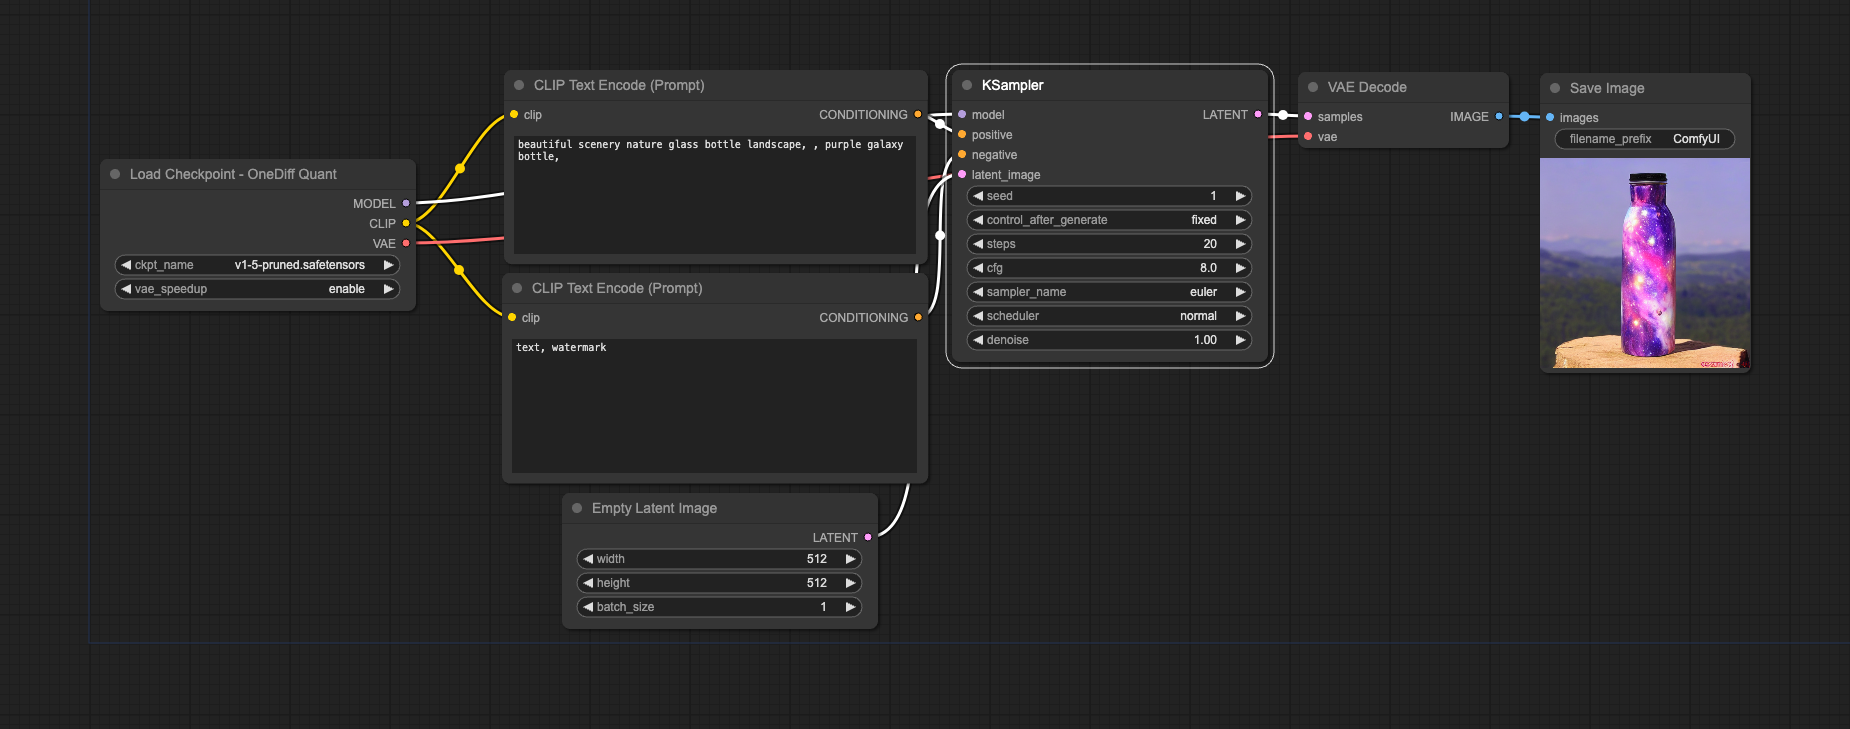 Load Checkpoint - OneDiff Quant
MODEL
CLIP
VAE
ckpt_name v1-5-pruned.safetensors
vae_speedup enable
CLIP Text Encode (Prompt)
clip CONDITIONING
beautiful scenery nature glass bottle landscape, , purple galaxy
bottle,
CLIP Text Encode (Prompt)
clip CONDITIONING
text, watermark
Empty Latent Image
LATENT
width 512
height 512
batch_size 1
KSampler
model LATENT
positive
negative
latent_image
seed 1
control_after_generate fixed
steps 20
cfg 8.0
sampler_name euler
scheduler normal
denoise 1.00
VAE Decode
samples IMAGE
vae
Save Image
images
filename_prefix ComfyUI